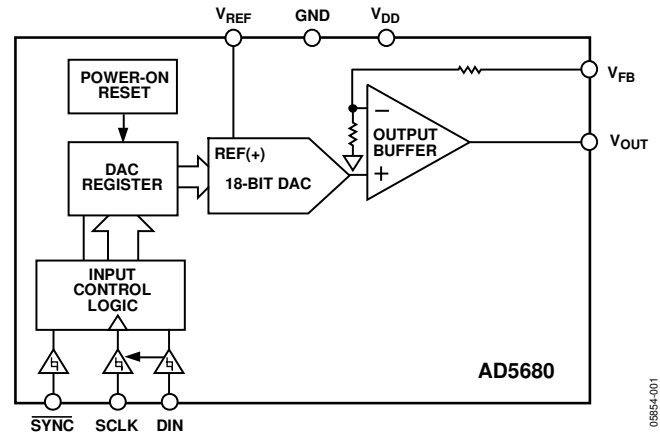 VREF GND VDD
POWER-ON
RESET
VFB
REF(+)
OUTPUT
BUFFER
−
+
VOUT
DAC
REGISTER
18-BIT DAC
INPUT
CONTROL
LOGIC
AD5680
SYNC SCLK DIN
05854-001